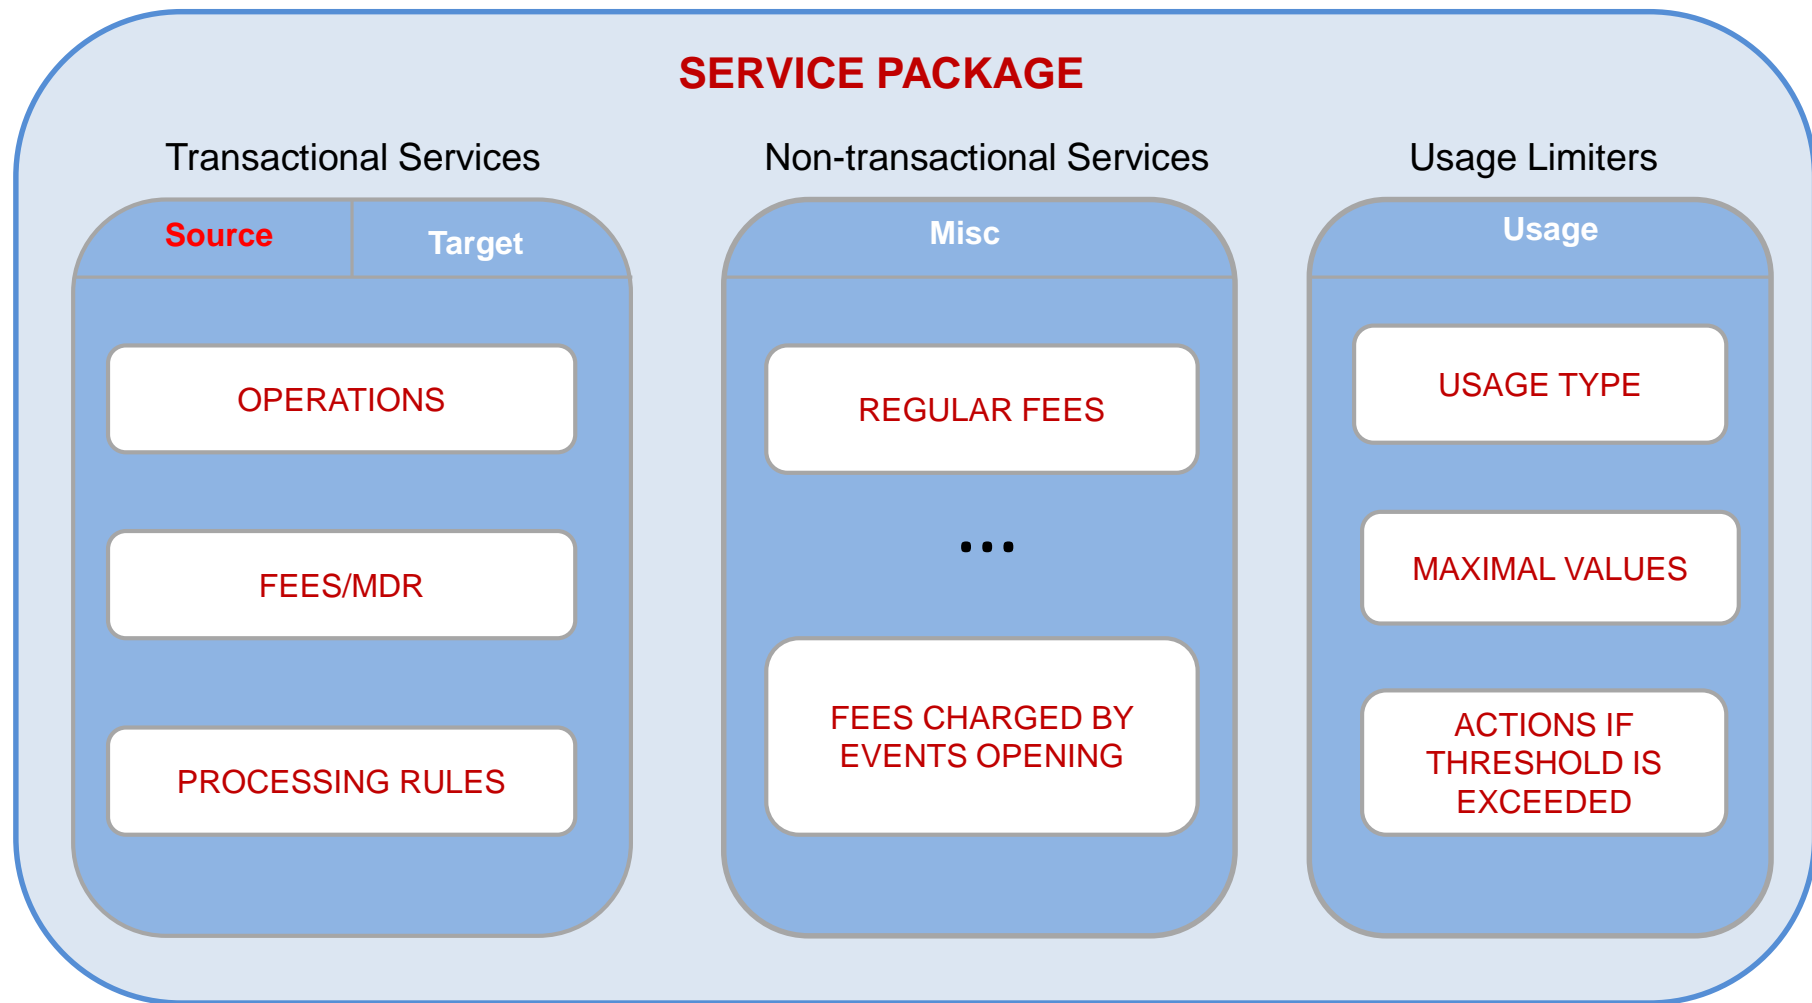 SERVICE PACKAGE
Transactional Services
Source
Target
OPERATIONS
FEES/MDR
PROCESSING RULES
Non-transactional Services
Misc
REGULAR FEES
...
FEES CHARGED BY
EVENTS OPENING
Usage Limiters
Usage
USAGE TYPE
MAXIMAL VALUES
ACTIONS IF
THRESHOLD IS
EXCEEDED